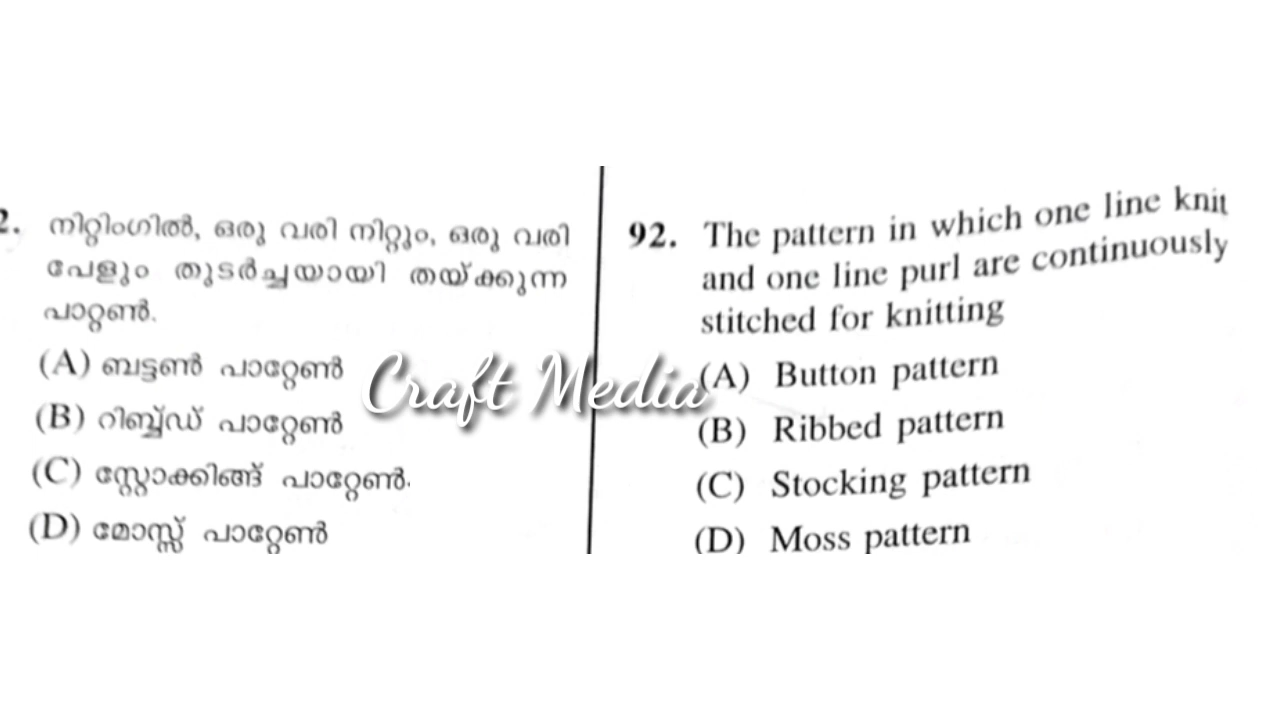 2. നിറ്റിംഗിൽ, ഒരു വരി നിറ്റും, ഒരു വരി
പേളും തുടർച്ചയായി തയ്ക്കുന്ന
പാറ്റൺ.
(A) ബട്ടൺ പാറ്റേൺ
(B) റിബ്ബ്ഡ് പാറ്റേൺ
(C) സ്റ്റോക്കിങ്ങ് പാറ്റേൺ.
(D) മോസ്സ് പാറ്റേൺ
Craft Media
92. The pattern in which one line knit
and one line purl are continuously
stitched for knitting
(A) Button pattern
(B) Ribbed pattern
(C) Stocking pattern
(D) Moss pattern